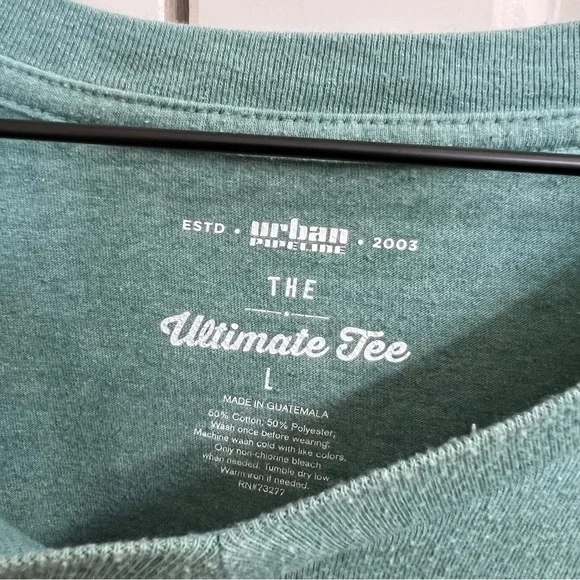 ESTD • urban PIPELINE • 2003
THE
Ultimate Tee
L
MADE IN GUATEMALA
50% Cotton; 50% Polyester;
Wash once before wearing.
Machine wash cold with like colors.
Only non-chlorine bleach
when needed. Tumble dry low
Warm iron if needed.
RN#73277